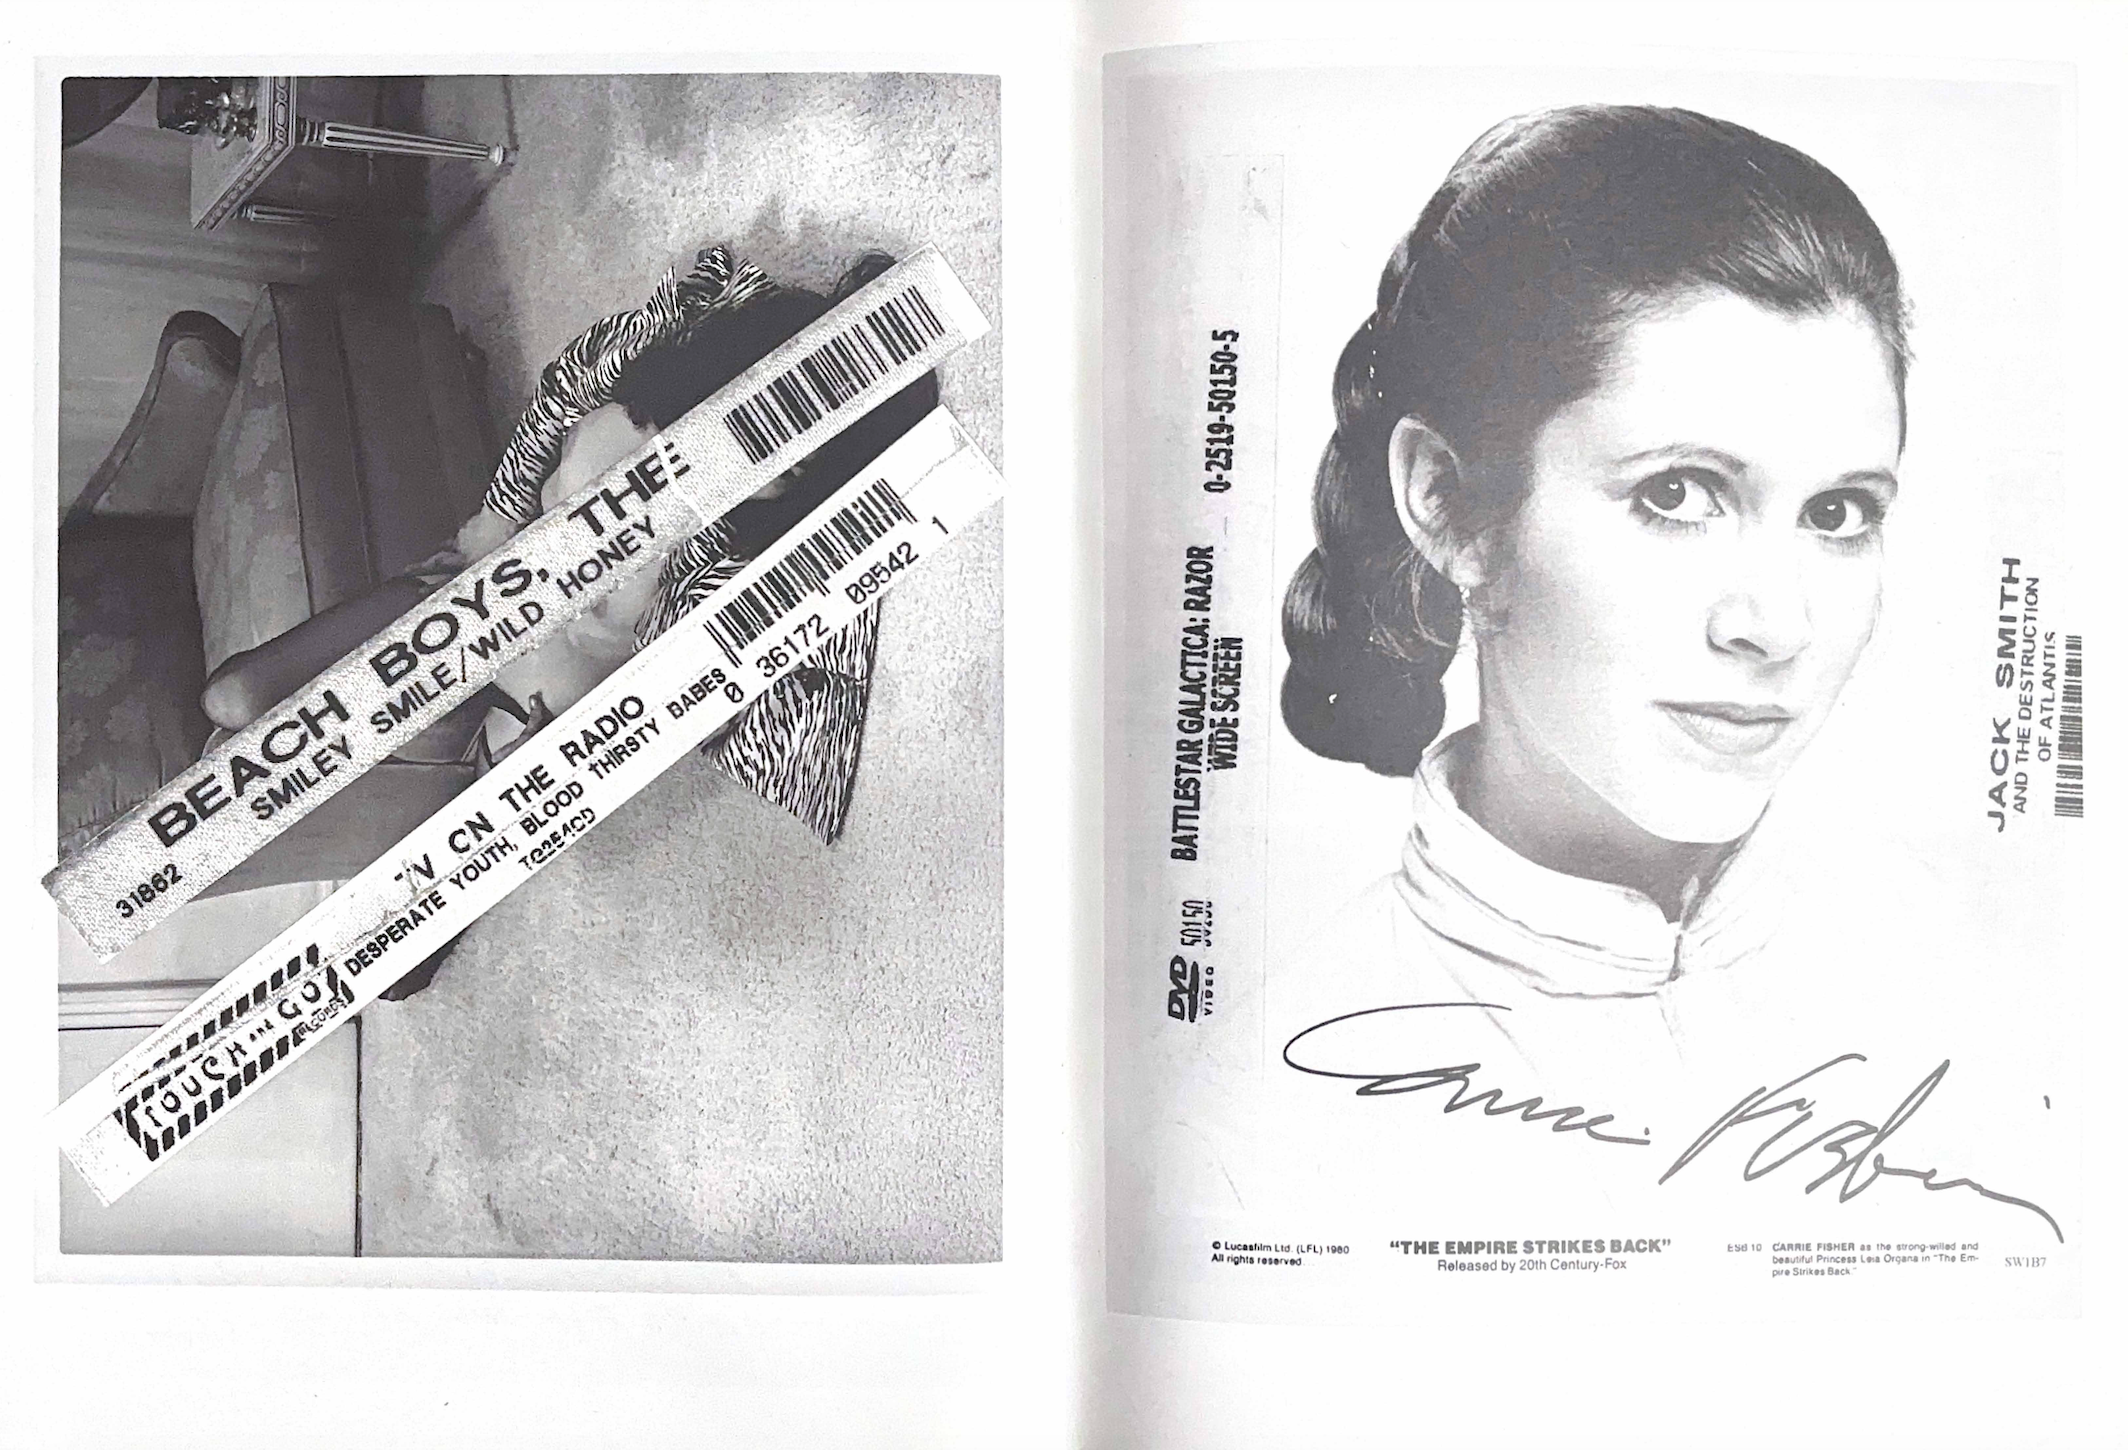 BEACH BOYS, THE
SMILEY SMILE/WILD HONEY
31862
TOUCH AND GO
RECORDS
TV ON THE RADIO
DESPERATE YOUTH, BLOOD THIRSTY BABES
TG254CD
0 36172 09542 1
DVD
VIDEO
50150 BATTLESTAR GALACTICA: RAZOR 0-2519-50150-5
50150 WIDE SCREEN
JACK SMITH
AND THE DESTRUCTION
OF ATLANTIS
Carrie Fisher
© Lucasfilm Ltd. (LFL) 1980
All rights reserved.
"THE EMPIRE STRIKES BACK"
Released by 20th Century-Fox
ESB 10 CARRIE FISHER as the strong-willed and
beautiful Princess Leia Organa in "The Em-
pire Strikes Back."
SW1B7